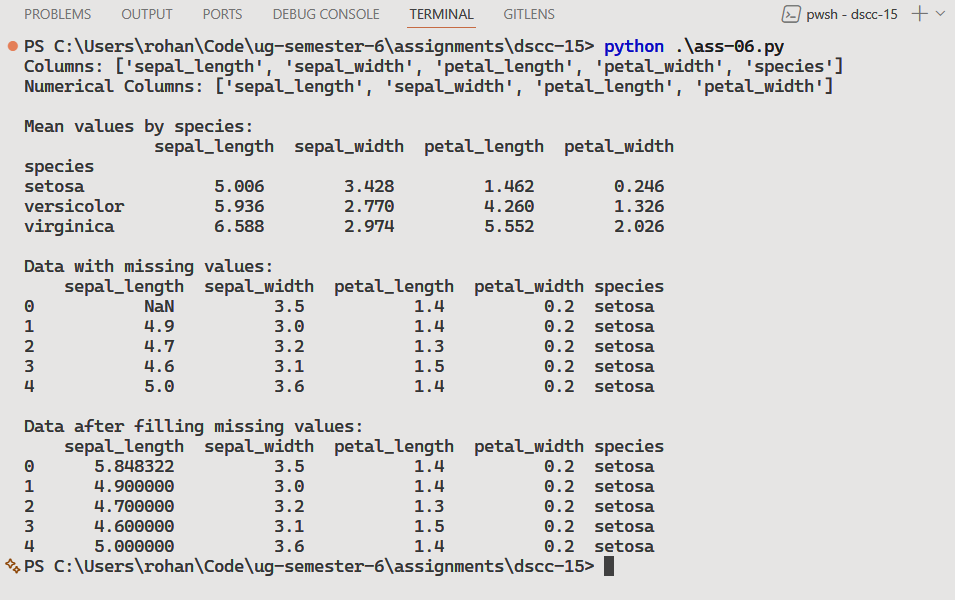 PROBLEMS OUTPUT PORTS DEBUG CONSOLE TERMINAL GITLENS pwsh - dscc-15
PS C:\Users\rohan\Code\ug-semester-6\assignments\dscc-15> python .\ass-06.py
Columns: ['sepal_length', 'sepal_width', 'petal_length', 'petal_width', 'species']
Numerical Columns: ['sepal_length', 'sepal_width', 'petal_length', 'petal_width']
Mean values by species:
sepal_length sepal_width petal_length petal_width
species
setosa 5.006 3.428 1.462 0.246
versicolor 5.936 2.770 4.260 1.326
virginica 6.588 2.974 5.552 2.026
Data with missing values:
sepal_length sepal_width petal_length petal_width species
0 NaN 3.5 1.4 0.2 setosa
1 4.9 3.0 1.4 0.2 setosa
2 4.7 3.2 1.3 0.2 setosa
3 4.6 3.1 1.5 0.2 setosa
4 5.0 3.6 1.4 0.2 setosa
Data after filling missing values:
sepal_length sepal_width petal_length petal_width species
0 5.848322 3.5 1.4 0.2 setosa
1 4.900000 3.0 1.4 0.2 setosa
2 4.700000 3.2 1.3 0.2 setosa
3 4.600000 3.1 1.5 0.2 setosa
4 5.000000 3.6 1.4 0.2 setosa
PS C:\Users\rohan\Code\ug-semester-6\assignments\dscc-15>